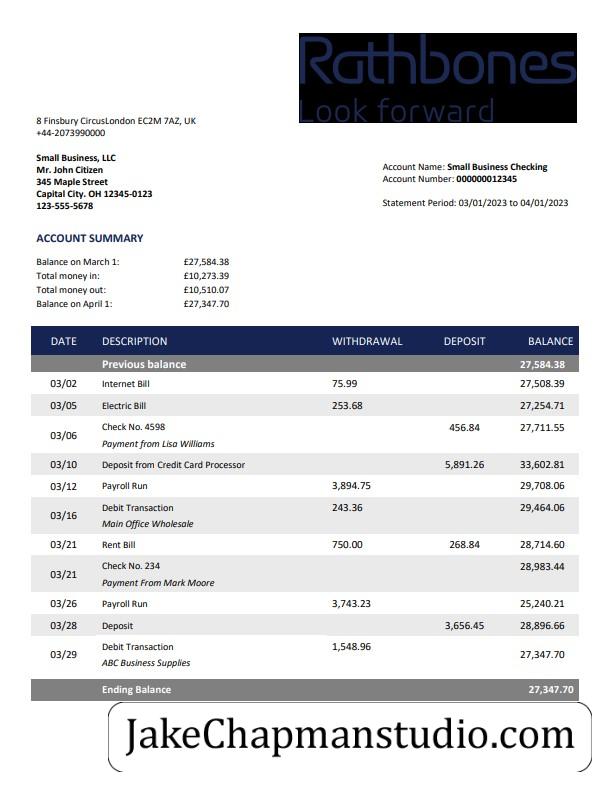 Rathbones
Look forward
8 Finsbury CircusLondon EC2M 7AZ, UK
+44-2073990000
Small Business, LLC
Mr. John Citizen
345 Maple Street
Capital City. OH 12345-0123
123-555-5678
Account Name: Small Business Checking
Account Number: 000000012345
Statement Period: 03/01/2023 to 04/01/2023
ACCOUNT SUMMARY
Balance on March 1: £27,584.38
Total money in: £10,273.39
Total money out: £10,510.07
Balance on April 1: £27,347.70
DATE DESCRIPTION WITHDRAWAL DEPOSIT BALANCE
Previous balance 27,584.38
03/02 Internet Bill 75.99 27,508.39
03/05 Electric Bill 253.68 27,254.71
03/06 Check No. 4598 456.84 27,711.55
Payment from Lisa Williams
03/10 Deposit from Credit Card Processor 5,891.26 33,602.81
03/12 Payroll Run 3,894.75 29,708.06
03/16 Debit Transaction 243.36 29,464.06
Main Office Wholesale
03/21 Rent Bill 750.00 268.84 28,714.60
03/21 Check No. 234 28,983.44
Payment From Mark Moore
03/26 Payroll Run 3,743.23 25,240.21
03/28 Deposit 3,656.45 28,896.66
03/29 Debit Transaction 1,548.96 27,347.70
ABC Business Supplies
Ending Balance 27,347.70
JakeChapmanstudio.com